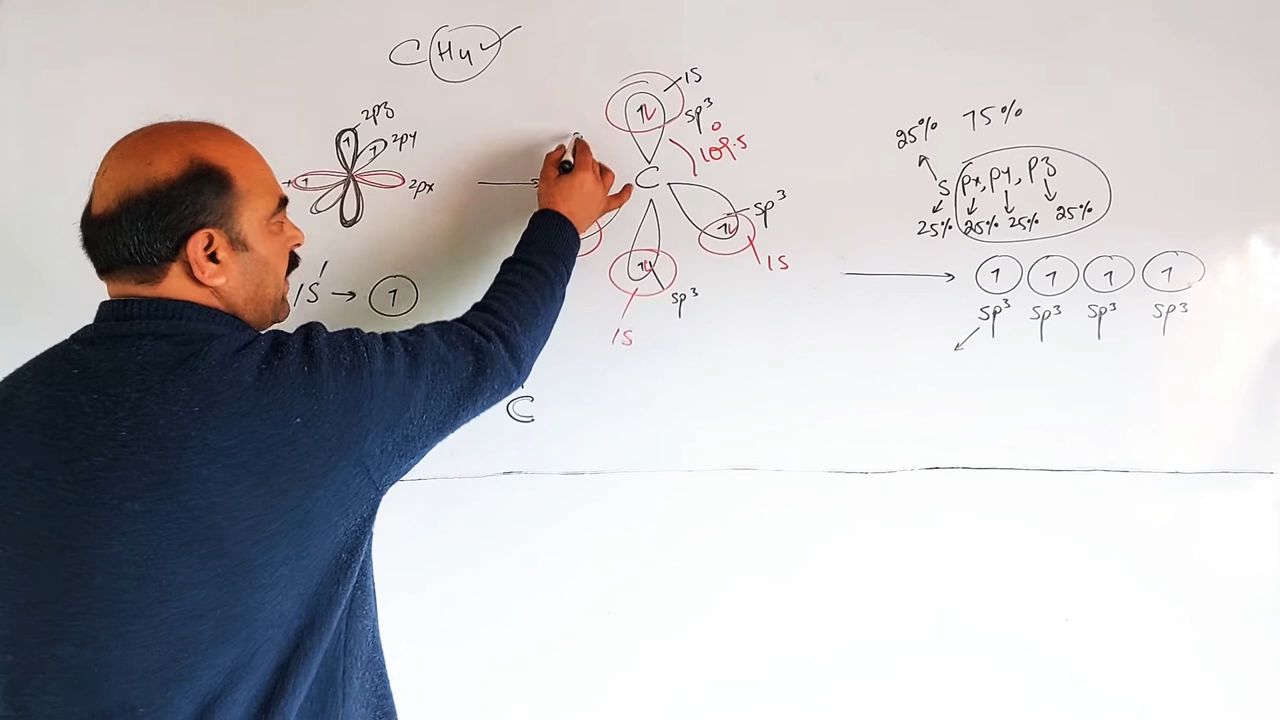 CH4
2pz
2py
2px
1S
sp3
109.5°
C
sp3
1S
sp3
1S
1S' → 1
C
25% 75%
S Px, Py, Pz
25% 25% 25% 25%
1 1 1 1
sp3 sp3 sp3 sp3